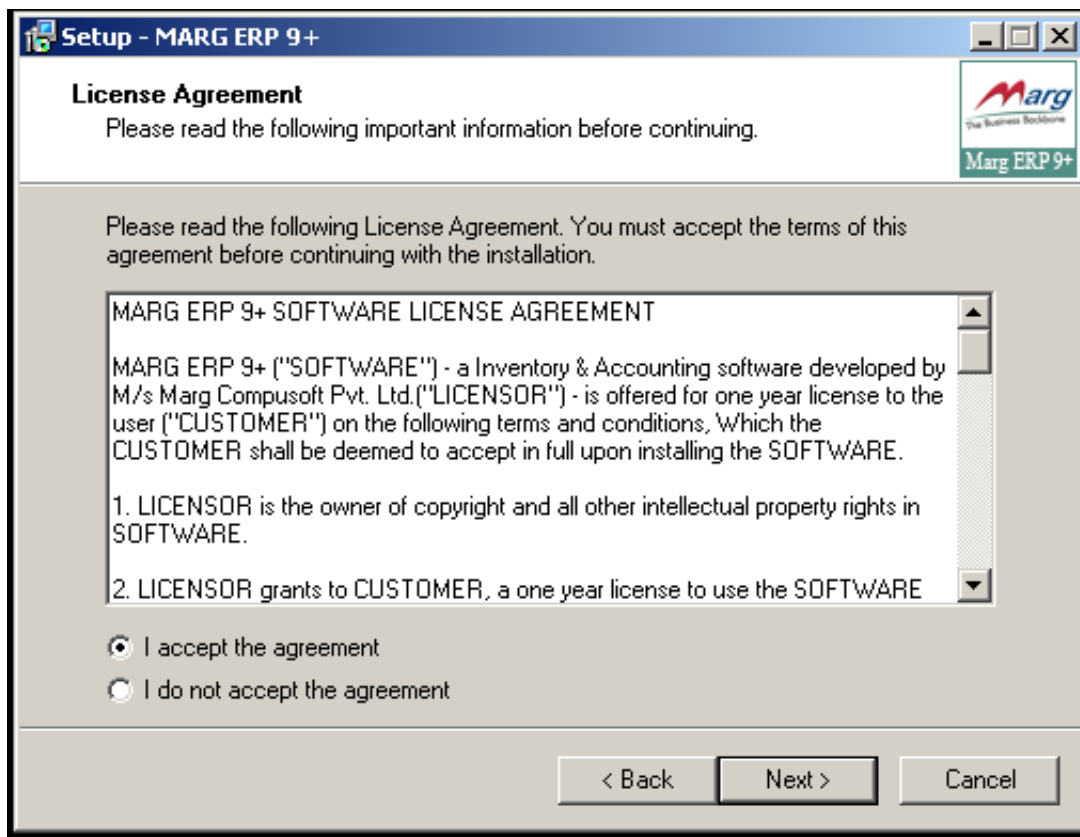 Setup - MARG ERP 9+
License Agreement
Please read the following important information before continuing.
Marg
The Business Backbone
Marg ERP 9+
Please read the following License Agreement. You must accept the terms of this
agreement before continuing with the installation.
MARG ERP 9+ SOFTWARE LICENSE AGREEMENT
MARG ERP 9+ ("SOFTWARE") - a Inventory & Accounting software developed by
M/s Marg Compusoft Pvt. Ltd.("LICENSOR") - is offered for one year license to the
user ("CUSTOMER") on the following terms and conditions, Which the
CUSTOMER shall be deemed to accept in full upon installing the SOFTWARE.
1. LICENSOR is the owner of copyright and all other intellectual property rights in
SOFTWARE.
2. LICENSOR grants to CUSTOMER, a one year license to use the SOFTWARE
I accept the agreement
I do not accept the agreement
< Back
Next >
Cancel